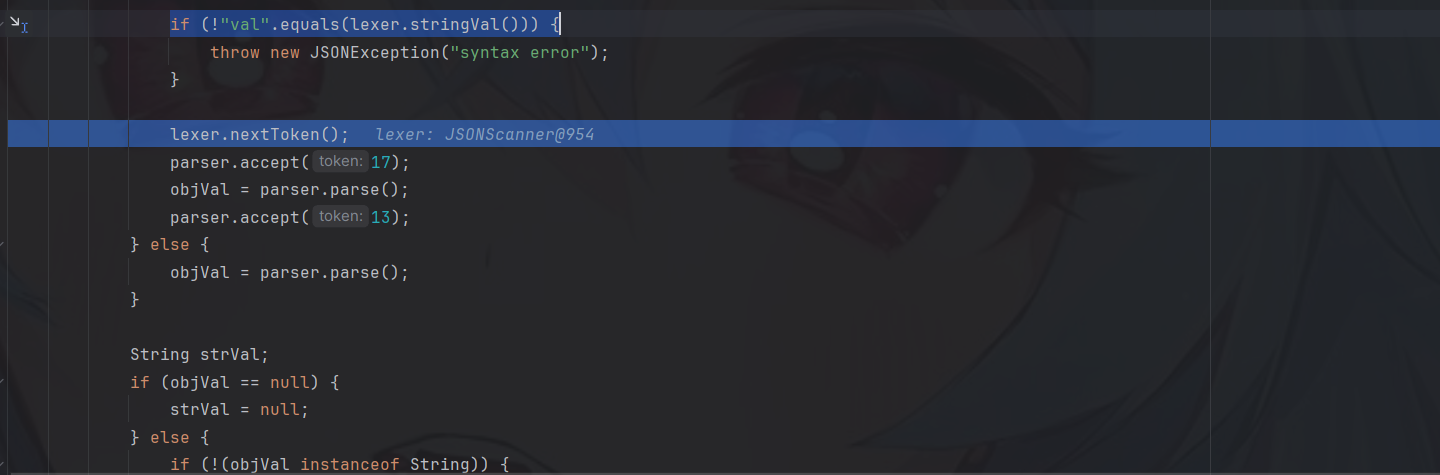 if (!"val".equals(lexer.stringVal())) {
throw new JSONException("syntax error");
}
lexer.nextToken(); lexer: JSONScanner@954
parser.accept( token: 17);
objVal = parser.parse();
parser.accept( token: 13);
} else {
objVal = parser.parse();
}
String strVal;
if (objVal == null) {
strVal = null;
} else {
if (!(objVal instanceof String)) {